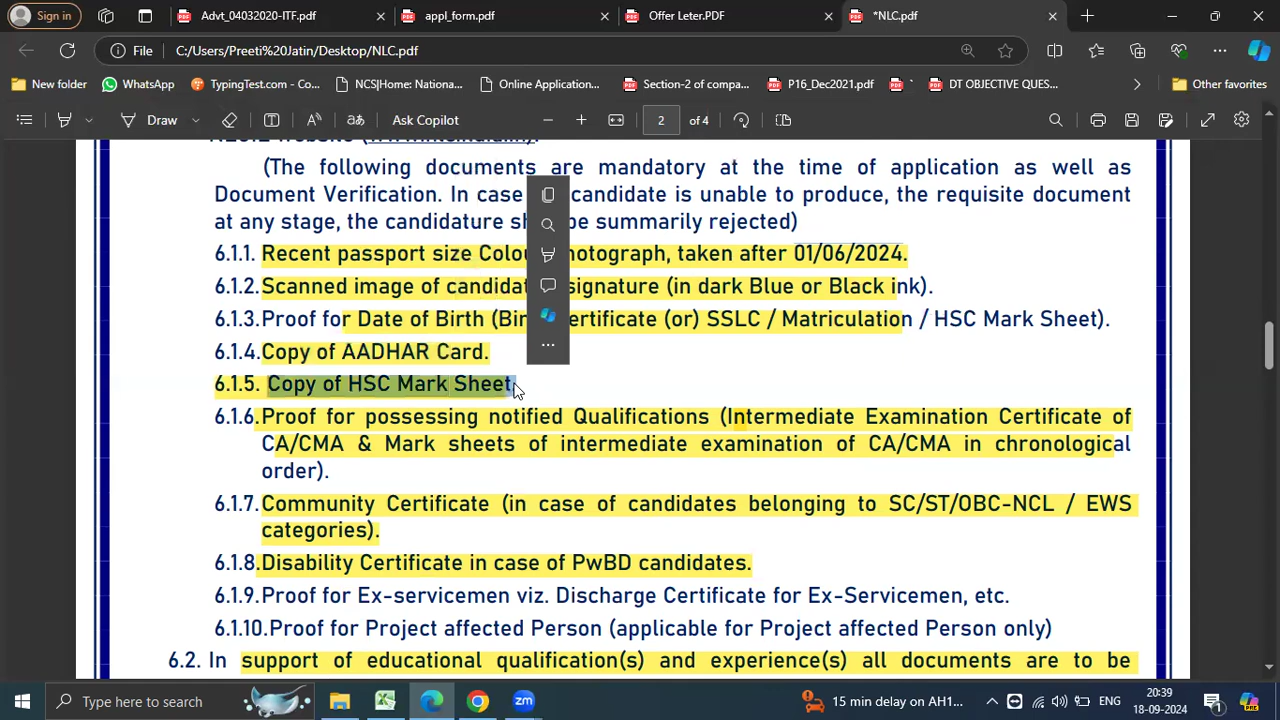 Sign in
Advt_04032020-ITF.pdf
appl_form.pdf
Offer Leter.PDF
*NLC.pdf
File
C:/Users/Preeti%20Jatin/Desktop/NLC.pdf
New folder
WhatsApp
TypingTest.com - Co...
NCS|Home: Nationa...
Online Application...
Section-2 of compa...
P16_Dec2021.pdf
DT OBJECTIVE QUES...
Other favorites
Draw
Ask Copilot
2 of 4
(The following documents are mandatory at the time of application as well as
Document Verification. In case candidate is unable to produce, the requisite document
at any stage, the candidature sh be summarily rejected)
6.1.1. Recent passport size Colou hotograph, taken after 01/06/2024.
6.1.2. Scanned image of candidat signature (in dark Blue or Black ink).
6.1.3.Proof for Date of Birth (Bir ertificate (or) SSLC / Matriculation / HSC Mark Sheet).
6.1.4.Copy of AADHAR Card.
6.1.5. Copy of HSC Mark Sheet.
6.1.6.Proof for possessing notified Qualifications (Intermediate Examination Certificate of
CA/CMA & Mark sheets of intermediate examination of CA/CMA in chronological
order).
6.1.7.Community Certificate (in case of candidates belonging to SC/ST/OBC-NCL / EWS
categories).
6.1.8.Disability Certificate in case of PwBD candidates.
6.1.9.Proof for Ex-servicemen viz. Discharge Certificate for Ex-Servicemen, etc.
6.1.10.Proof for Project affected Person (applicable for Project affected Person only)
6.2. In support of educational qualification(s) and experience(s) all documents are to be
Type here to search
15 min delay on AH1...
ENG
20:39
18-09-2024